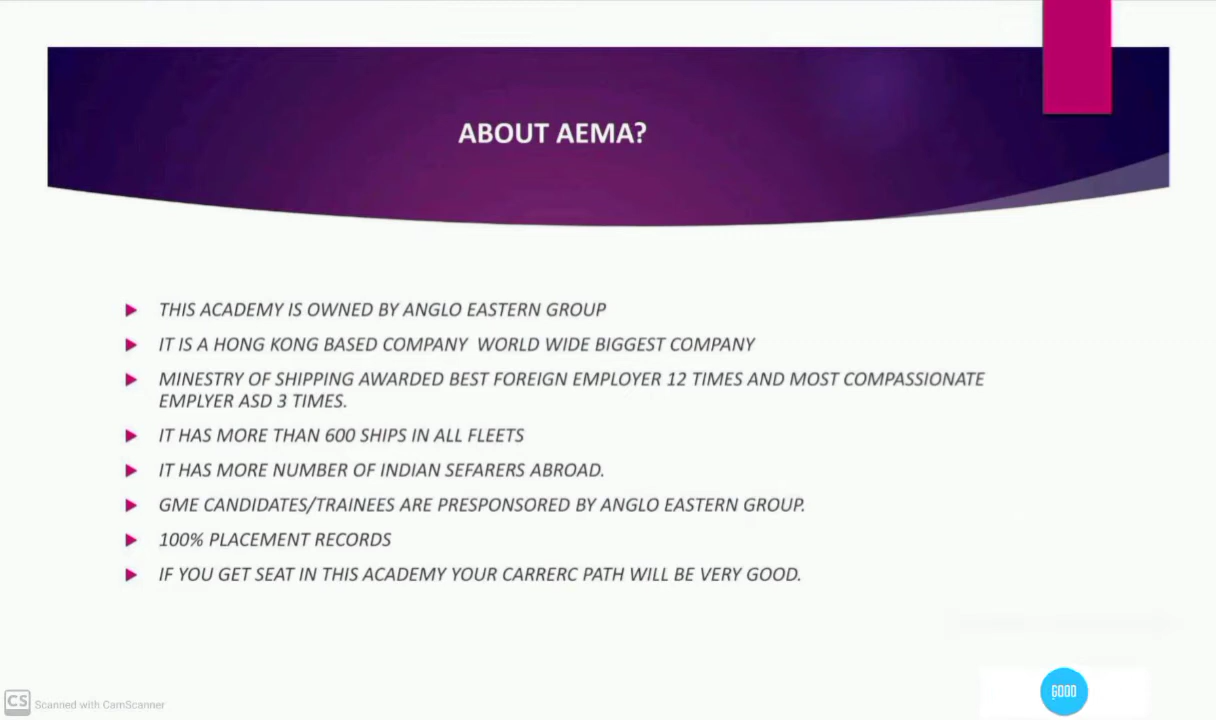 ABOUT AEMA?
THIS ACADEMY IS OWNED BY ANGLO EASTERN GROUP
IT IS A HONG KONG BASED COMPANY WORLD WIDE BIGGEST COMPANY
MINESTRY OF SHIPPING AWARDED BEST FOREIGN EMPLOYER 12 TIMES AND MOST COMPASSIONATE
EMPLYER ASD 3 TIMES.
IT HAS MORE THAN 600 SHIPS IN ALL FLEETS
IT HAS MORE NUMBER OF INDIAN SEFARERS ABROAD.
GME CANDIDATES/TRAINEES ARE PRESPONSORED BY ANGLO EASTERN GROUP.
100% PLACEMENT RECORDS
IF YOU GET SEAT IN THIS ACADEMY YOUR CARRERC PATH WILL BE VERY GOOD.
GOOD
CS Scanned with CamScanner